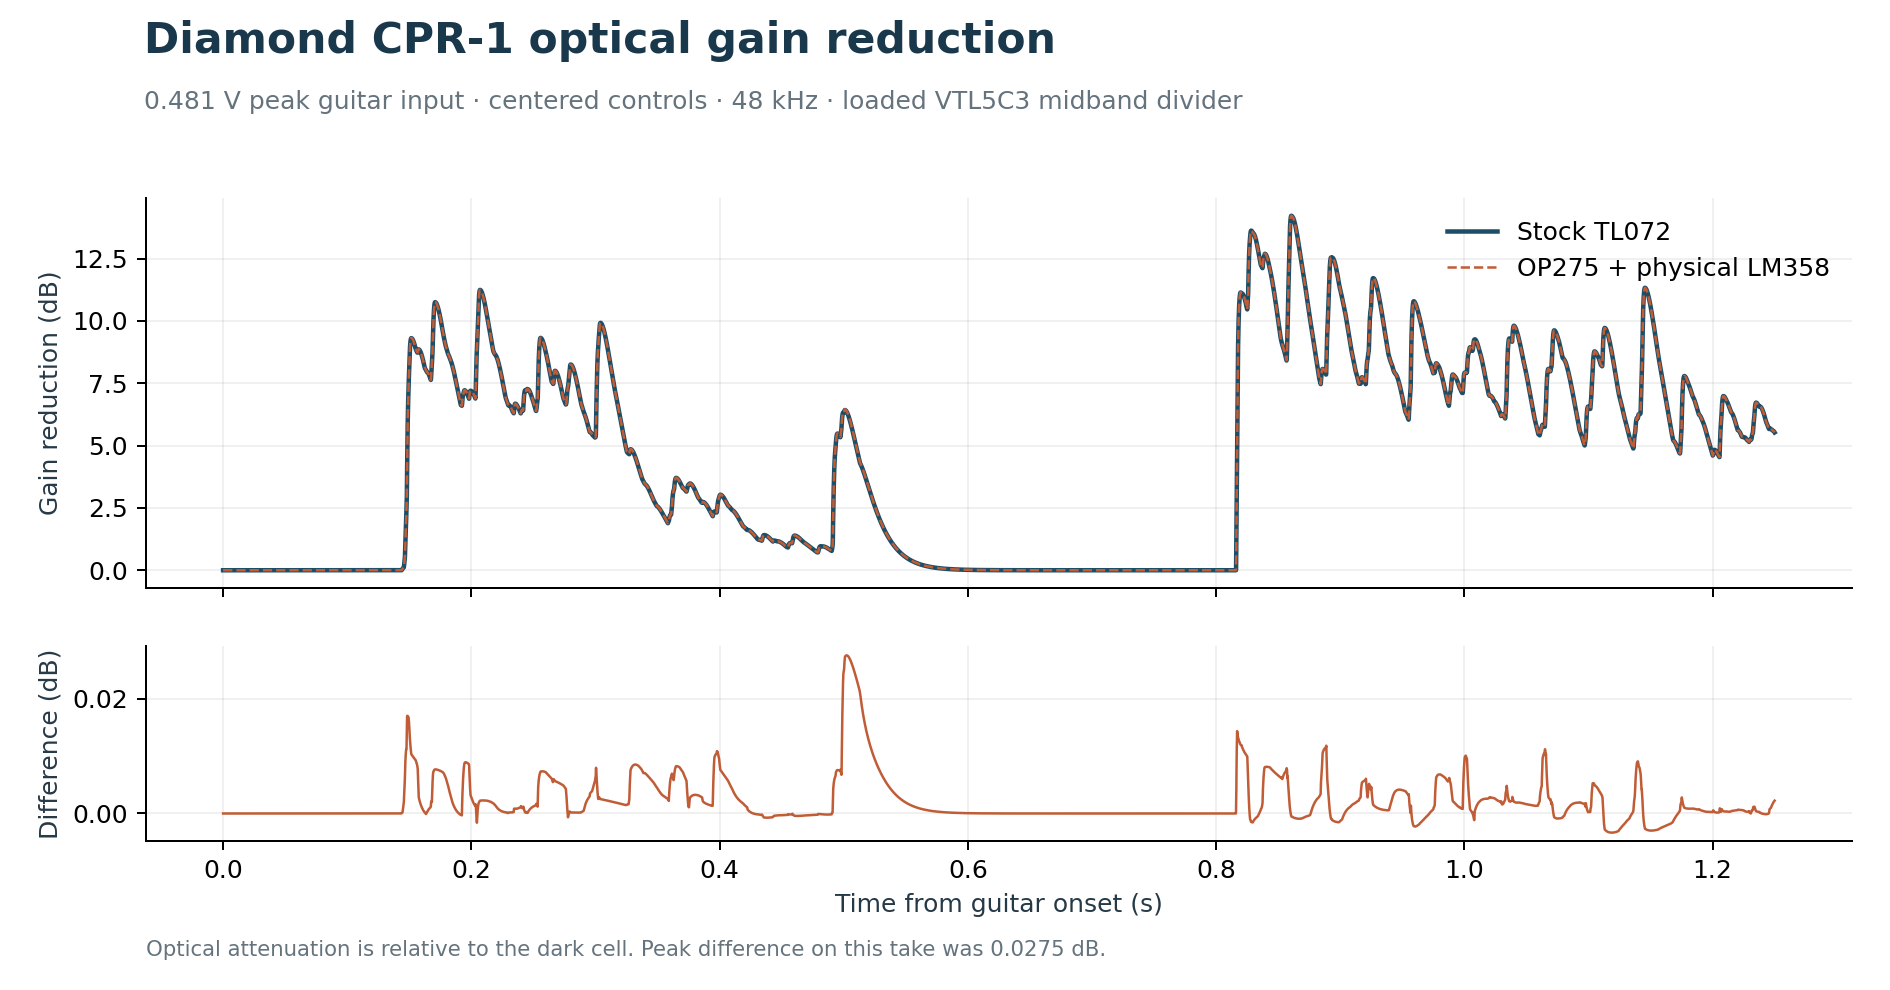 Diamond CPR-1 optical gain reduction
0.481 V peak guitar input · centered controls · 48 kHz · loaded VTL5C3 midband divider
Gain reduction (dB)
12.5
10.0
7.5
5.0
2.5
0.0
Stock TL072
OP275 + physical LM358
Difference (dB)
0.02
0.00
0.0 0.2 0.4 0.6 0.8 1.0 1.2
Time from guitar onset (s)
Optical attenuation is relative to the dark cell. Peak difference on this take was 0.0275 dB.